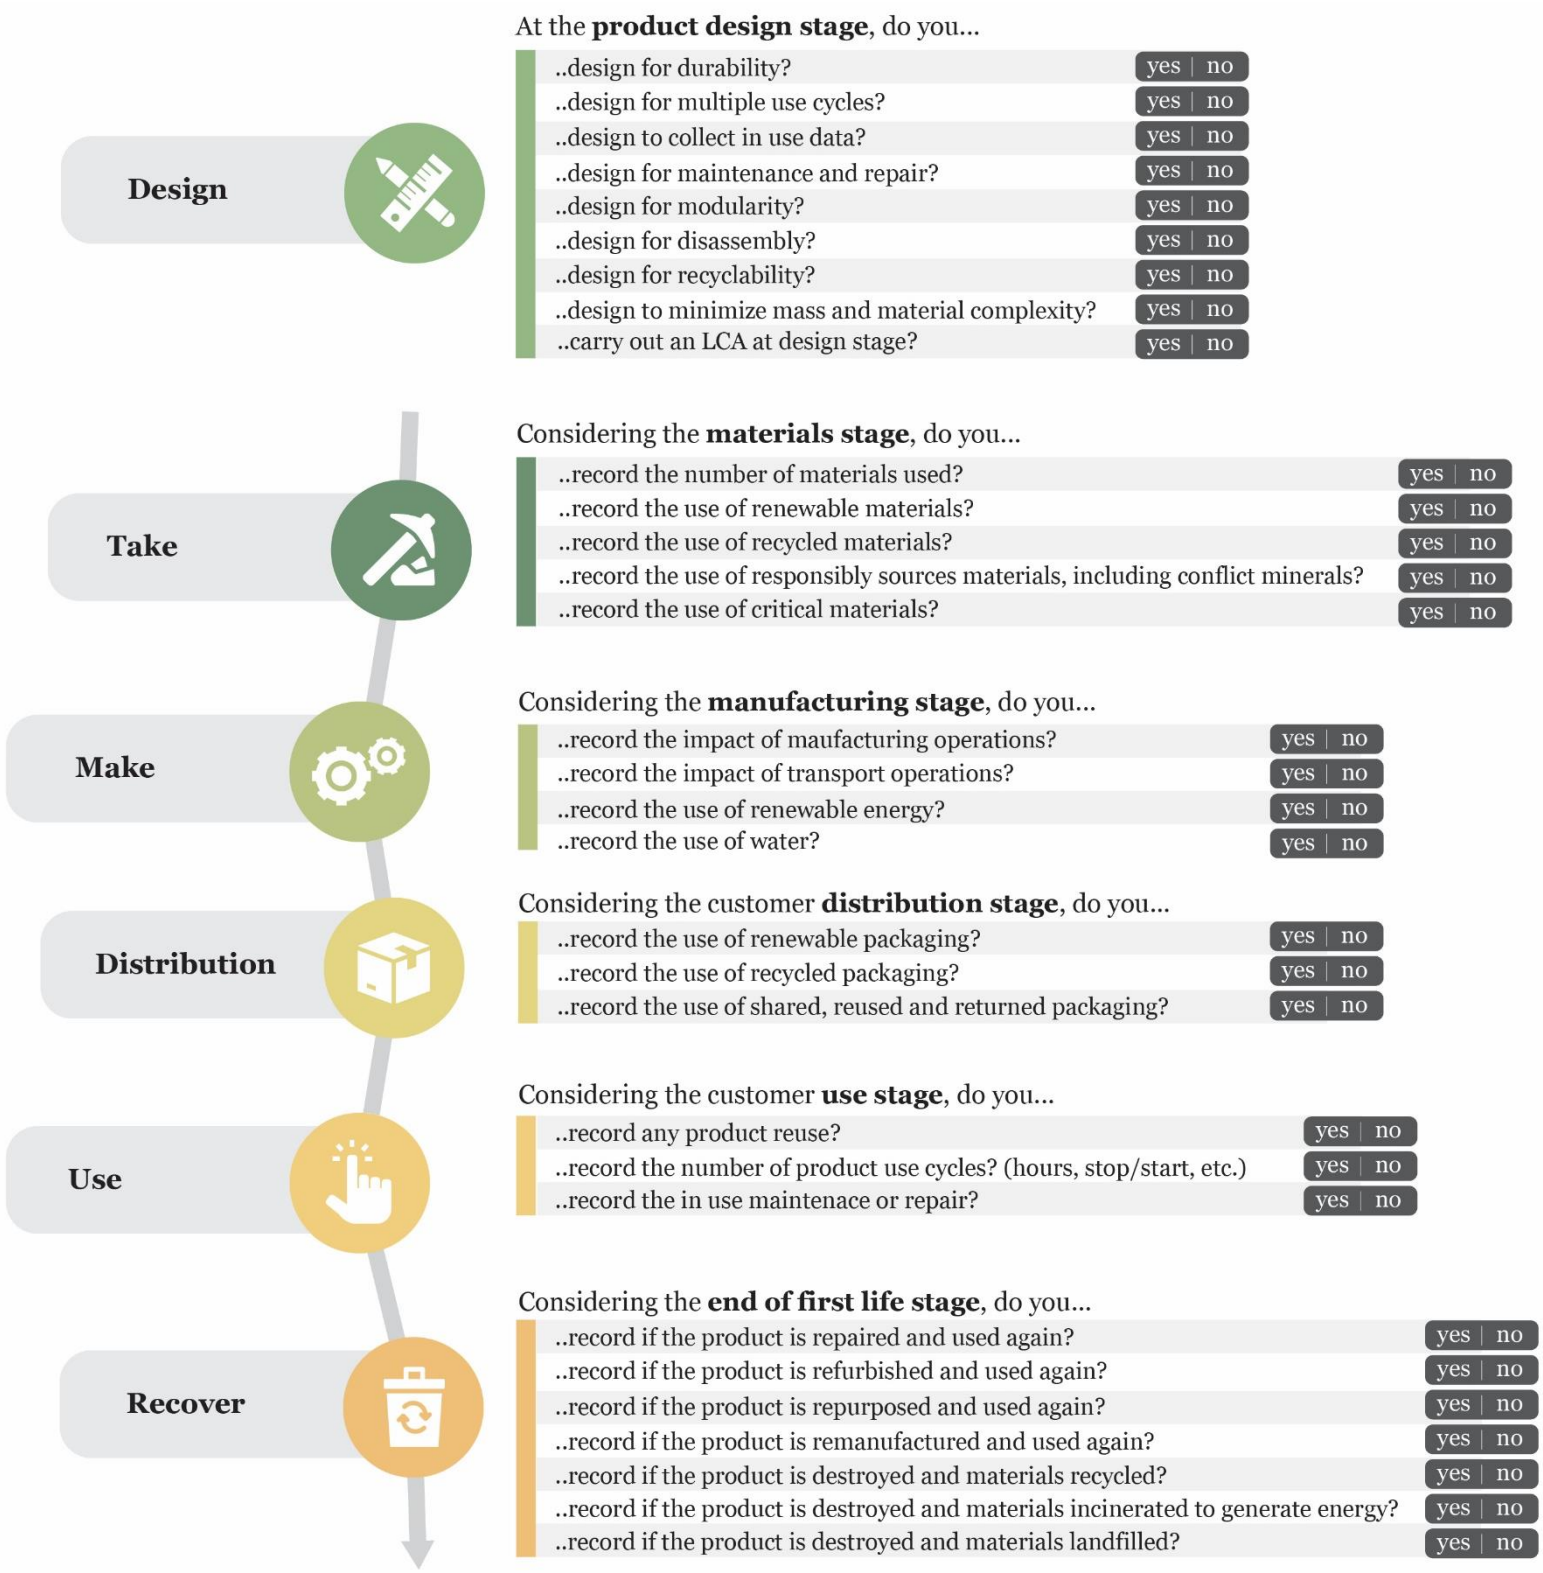 At the product design stage, do you...
..design for durability? yes | no
..design for multiple use cycles? yes | no
..design to collect in use data? yes | no
..design for maintenance and repair? yes | no
Design
..design for modularity? yes | no
..design for disassembly? yes | no
..design for recyclability? yes | no
..design to minimize mass and material complexity? yes | no
..carry out an LCA at design stage? yes | no
Considering the materials stage, do you...
..record the number of materials used? yes | no
..record the use of renewable materials? yes | no
Take
..record the use of recycled materials? yes | no
..record the use of responsibly sources materials, including conflict minerals? yes | no
..record the use of critical materials? yes | no
Considering the manufacturing stage, do you...
..record the impact of maufacturing operations? yes | no
Make
..record the impact of transport operations? yes | no
..record the use of renewable energy? yes | no
..record the use of water? yes | no
Considering the customer distribution stage, do you...
..record the use of renewable packaging? yes | no
Distribution
..record the use of recycled packaging? yes | no
..record the use of shared, reused and returned packaging? yes | no
Considering the customer use stage, do you...
..record any product reuse? yes | no
..record the number of product use cycles? (hours, stop/start, etc.) yes | no
Use
..record the in use maintenace or repair? yes | no
Considering the end of first life stage, do you...
..record if the product is repaired and used again? yes | no
..record if the product is refurbished and used again? yes | no
Recover
..record if the product is repurposed and used again? yes | no
..record if the product is remanufactured and used again? yes | no
..record if the product is destroyed and materials recycled? yes | no
..record if the product is destroyed and materials incinerated to generate energy? yes | no
..record if the product is destroyed and materials landfilled? yes | no